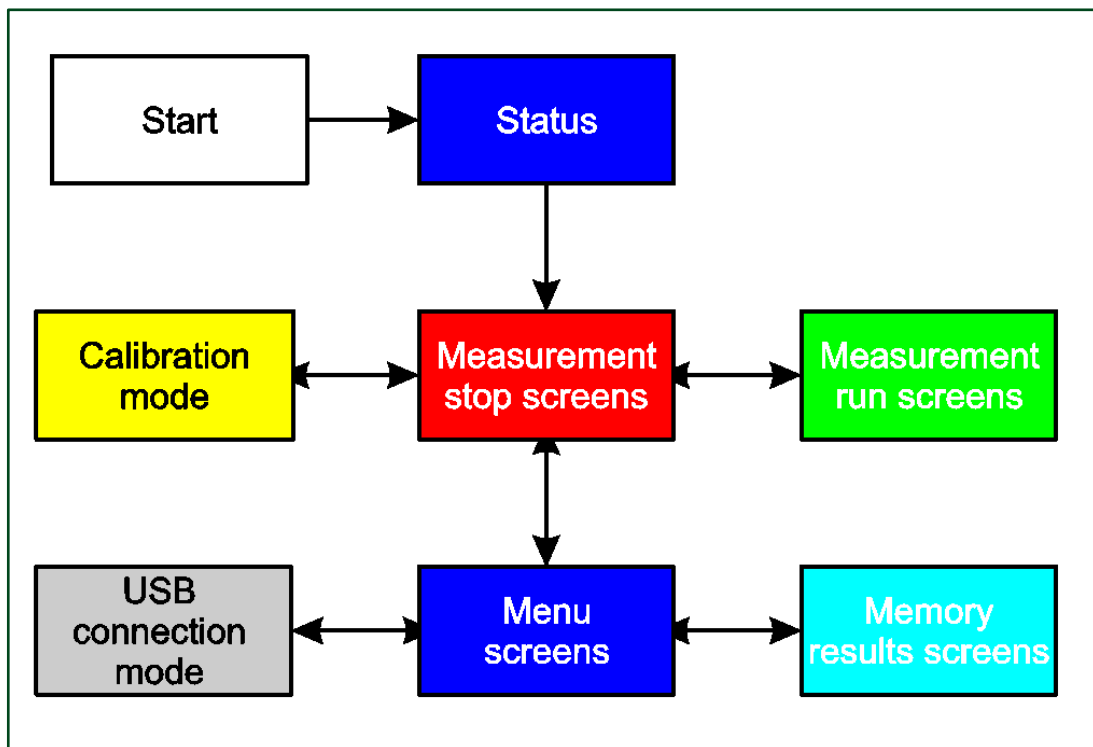 Start
Status
Calibration
mode
Measurement
stop screens
Measurement
run screens
USB
connection
mode
Menu
screens
Memory
results screens